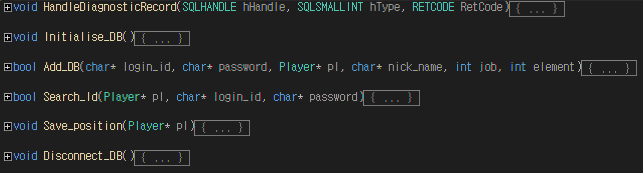 void HandleDiagnosticRecord(SQLHANDLE hHandle, SQLSMALLINT hType, RETCODE RetCode){ ... }
void Initialise_DB(){ ... }
bool Add_DB(char* login_id, char* password, Player* pl, char* nick_name, int job, int element){ ... }
bool Search_Id(Player* pl, char* login_id, char* password){ ... }
void Save_position(Player* pl){ ... }
void Disconnect_DB(){ ... }